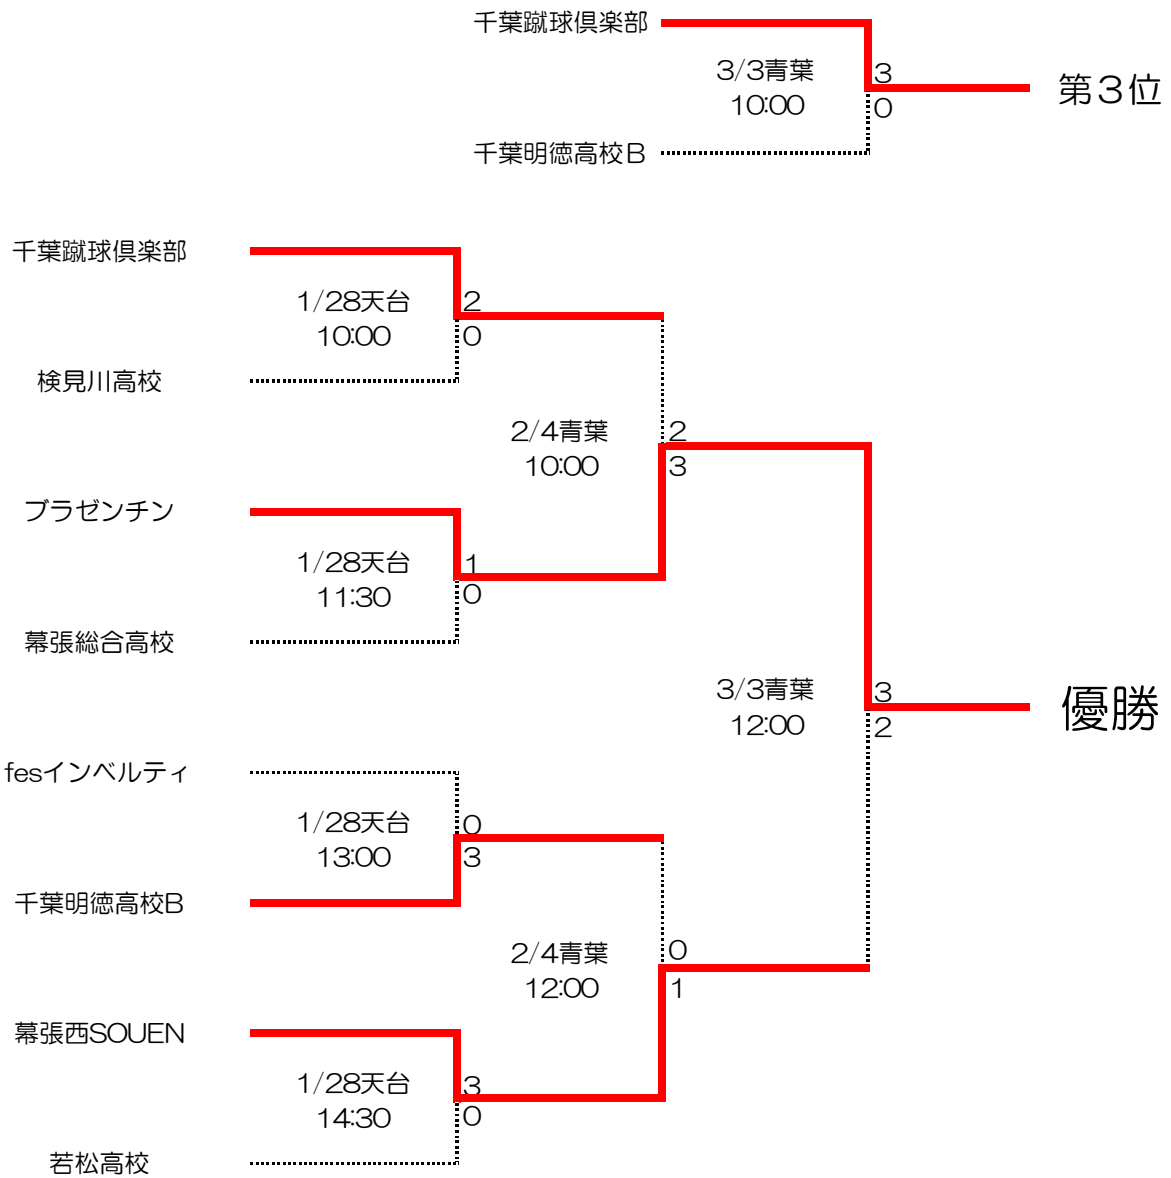 千葉蹴球倶楽部
3/3青葉
10:00
3
0
第3位
千葉明徳高校B
千葉蹴球倶楽部
1/28天台
10:00
2
0
検見川高校
2/4青葉
10:00
2
3
ブラゼンチン
1/28天台
11:30
1
0
幕張総合高校
3/3青葉
12:00
3
2
優勝
fesインベルティ
1/28天台
13:00
0
3
千葉明徳高校B
2/4青葉
12:00
0
1
幕張西SOUEN
1/28天台
14:30
3
0
若松高校